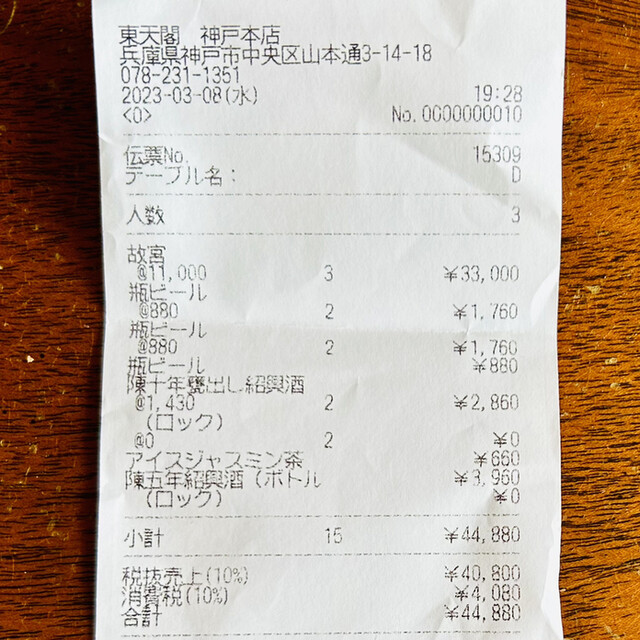 東天閣 神戸本店
兵庫県神戸市中央区山本通3-14-18
078-231-1351
2023-03-08(水) 19:28
<0> No.0000000010
伝票No. 15309
テーブル名: D
人数 3
故宮
@11,000 3 ¥33,000
瓶ビール
@880 2 ¥1,760
瓶ビール
@880 2 ¥1,760
瓶ビール ¥880
陳十年甕出し紹興酒
@1,430 2 ¥2,860
(ロック)
@0 2 ¥0
アイスジャスミン茶 ¥660
陳五年紹興酒(ボトル ¥3,960
(ロック) ¥0
小計 15 ¥44,880
税抜売上(10%) ¥40,800
消費税(10%) ¥4,080
合計 ¥44,880